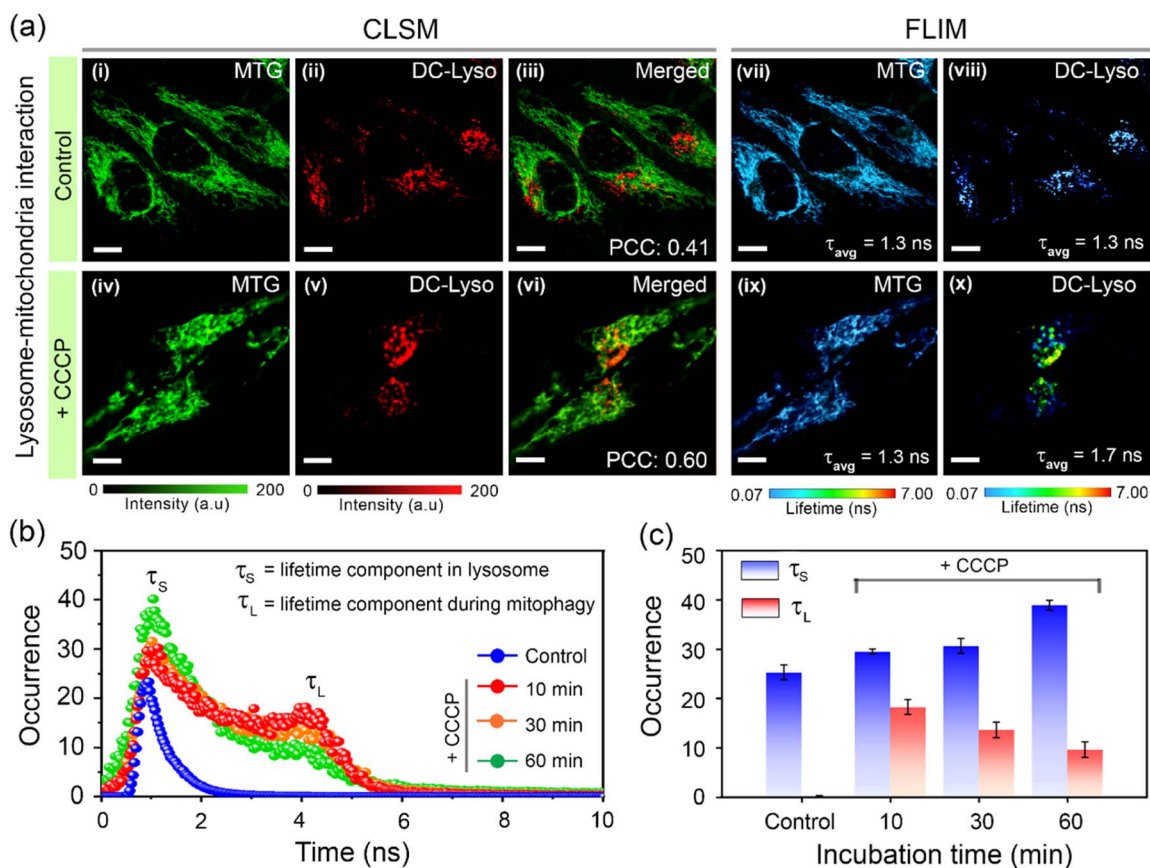 (a)
CLSM
FLIM
Lysosome-mitochondria interaction
Control
(i) MTG
(ii) DC-Lyso
(iii) Merged
PCC: 0.41
(vii) MTG
τavg = 1.3 ns
(viii) DC-Lyso
τavg = 1.3 ns
+ CCCP
(iv) MTG
(v) DC-Lyso
(vi) Merged
PCC: 0.60
(ix) MTG
τavg = 1.3 ns
(x) DC-Lyso
τavg = 1.7 ns
0 200
Intensity (a.u)
0 200
Intensity (a.u)
0.07 7.00
Lifetime (ns)
0.07 7.00
Lifetime (ns)
(b)
Occurrence
50
40
30
20
10
0
τS
τL
τS = lifetime component in lysosome
τL = lifetime component during mitophagy
Control
+ CCCP
10 min
30 min
60 min
0 2 4 6 8 10
Time (ns)
(c)
Occurrence
50
40
30
20
10
0
τS
τL
+ CCCP
Control 10 30 60
Incubation time (min)